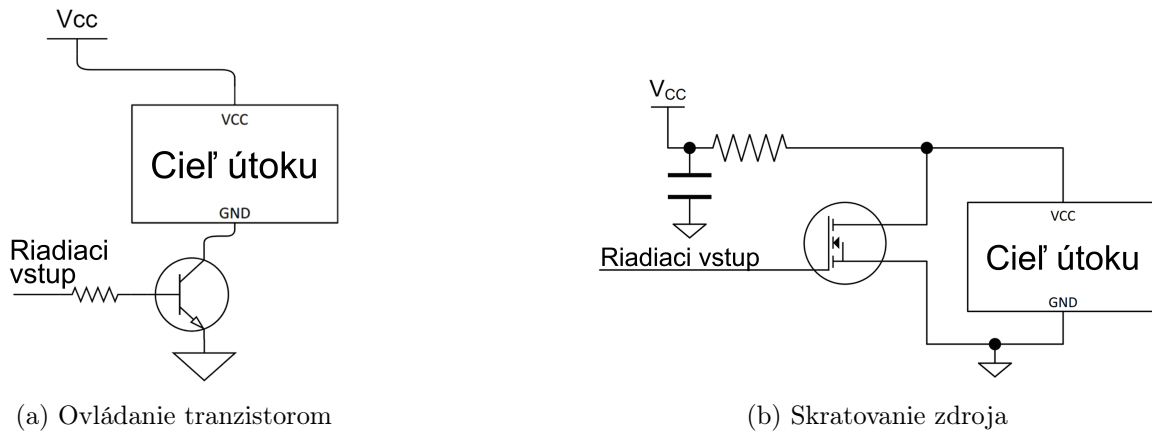 Vcc
VCC
Cieľ útoku
GND
Riadiaci
vstup
(a) Ovládanie tranzistorom
VCC
Riadiaci vstup
VCC
Cieľ útoku
GND
(b) Skratovanie zdroja